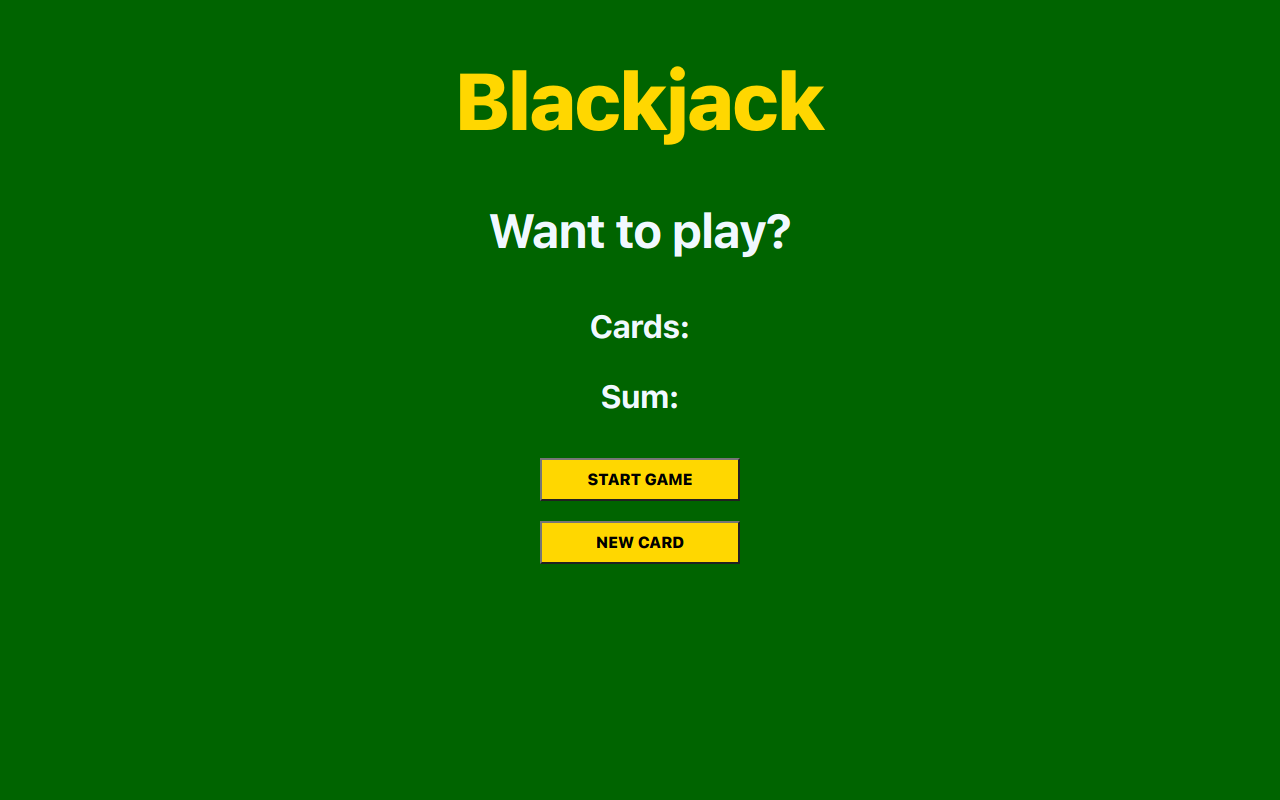 Blackjack
Want to play?
Cards:
Sum:
START GAME
NEW CARD